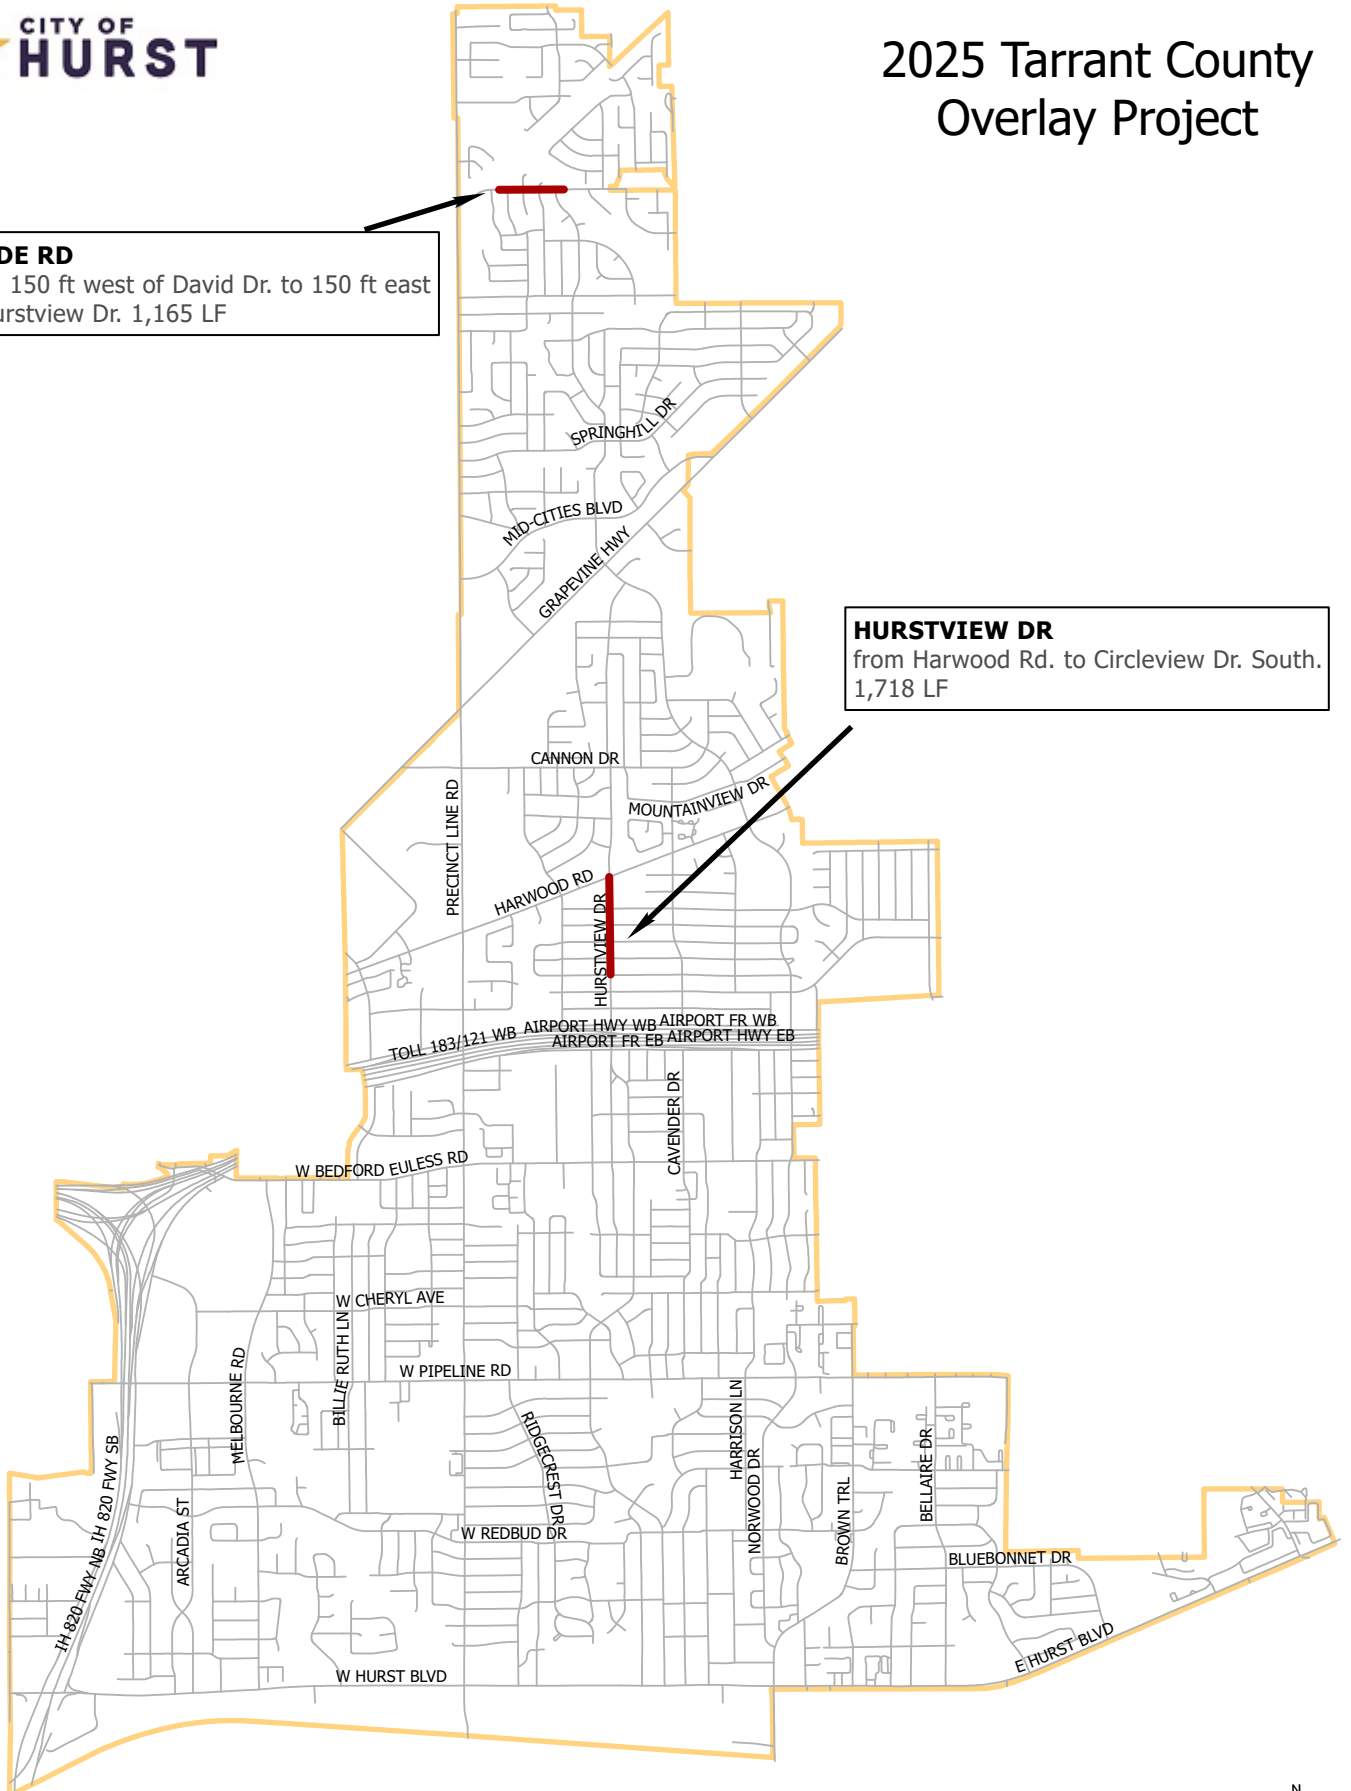 CITY OF
HURST
2025 Tarrant County
Overlay Project
DE RD
150 ft west of David Dr. to 150 ft east
urstview Dr. 1,165 LF
SPRINGHILL DR
MID-CITIES BLVD
GRAPEVINE HWY
HURSTVIEW DR
from Harwood Rd. to Circleview Dr. South.
1,718 LF
CANNON DR
MOUNTAINVIEW DR
PRECINCT LINE RD
HARWOOD RD
HURSTVIEW DR
TOLL 183/121 WB
AIRPORT HWY WB
AIRPORT FR WB
AIRPORT FR EB
AIRPORT HWY EB
CAVENDER DR
W BEDFORD EULESS RD
W CHERYL AVE
BILLIE RUTH LN
MELBOURNE RD
W PIPELINE RD
RIDGECREST DR
HARRISON LN
NORWOOD DR
BROWN TRL
BELLAIRE DR
IH 820 FWY SB
IH 820 FWY NB
ARCADIA ST
W REDBUD DR
BLUEBONNET DR
E HURST BLVD
W HURST BLVD
N